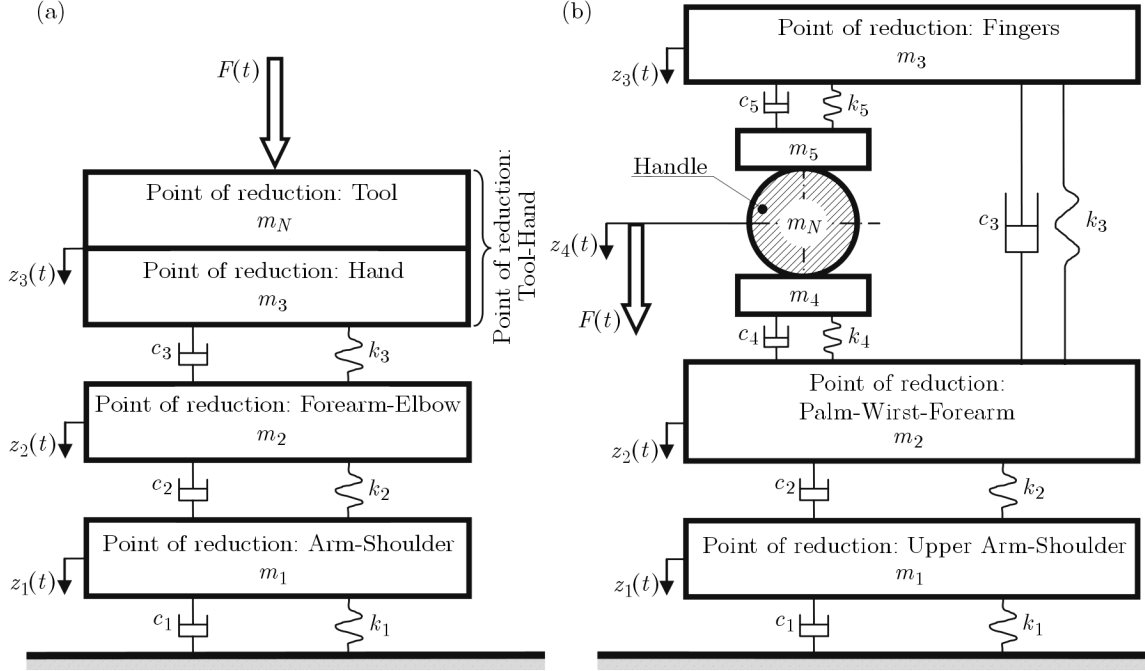 (a)
F(t)
Point of reduction: Tool
m_N
z_3(t)
Point of reduction: Hand
m_3
Point of reduction:
Tool-Hand
c_3
k_3
Point of reduction: Forearm-Elbow
m_2
z_2(t)
c_2
k_2
Point of reduction: Arm-Shoulder
m_1
z_1(t)
c_1
k_1
(b)
Point of reduction: Fingers
m_3
z_3(t)
c_5
k_5
m_5
Handle
m_N
z_4(t)
F(t)
m_4
c_3
k_3
c_4
k_4
Point of reduction:
Palm-Wirst-Forearm
m_2
z_2(t)
c_2
k_2
Point of reduction: Upper Arm-Shoulder
m_1
z_1(t)
c_1
k_1